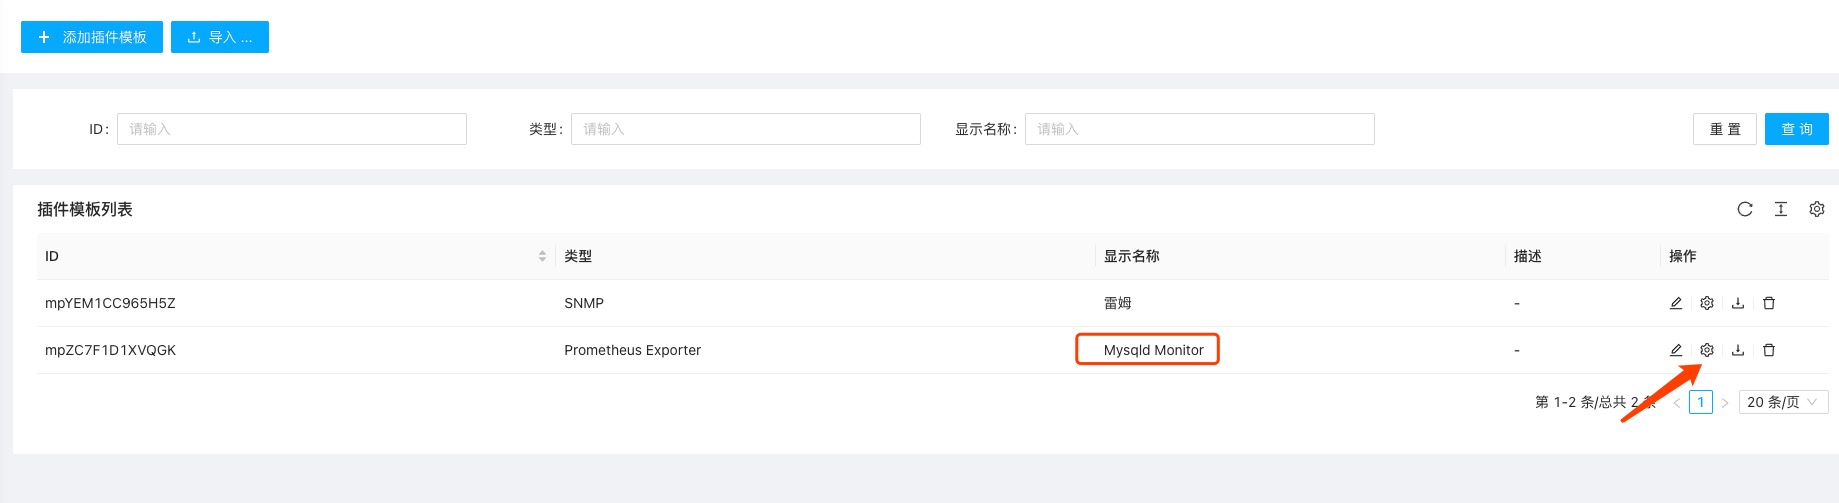 添加插件模板 导入 ...
ID: 请输入 类型: 请输入 显示名称: 请输入 重 置 查 询
插件模板列表
ID 类型 显示名称 描述 操作
mpYEM1CC965H5Z SNMP 雷姆 -
mpZC7F1D1XVQGK Prometheus Exporter Mysqld Monitor -
第 1-2 条/总共 2 条 < 1 > 20 条/页